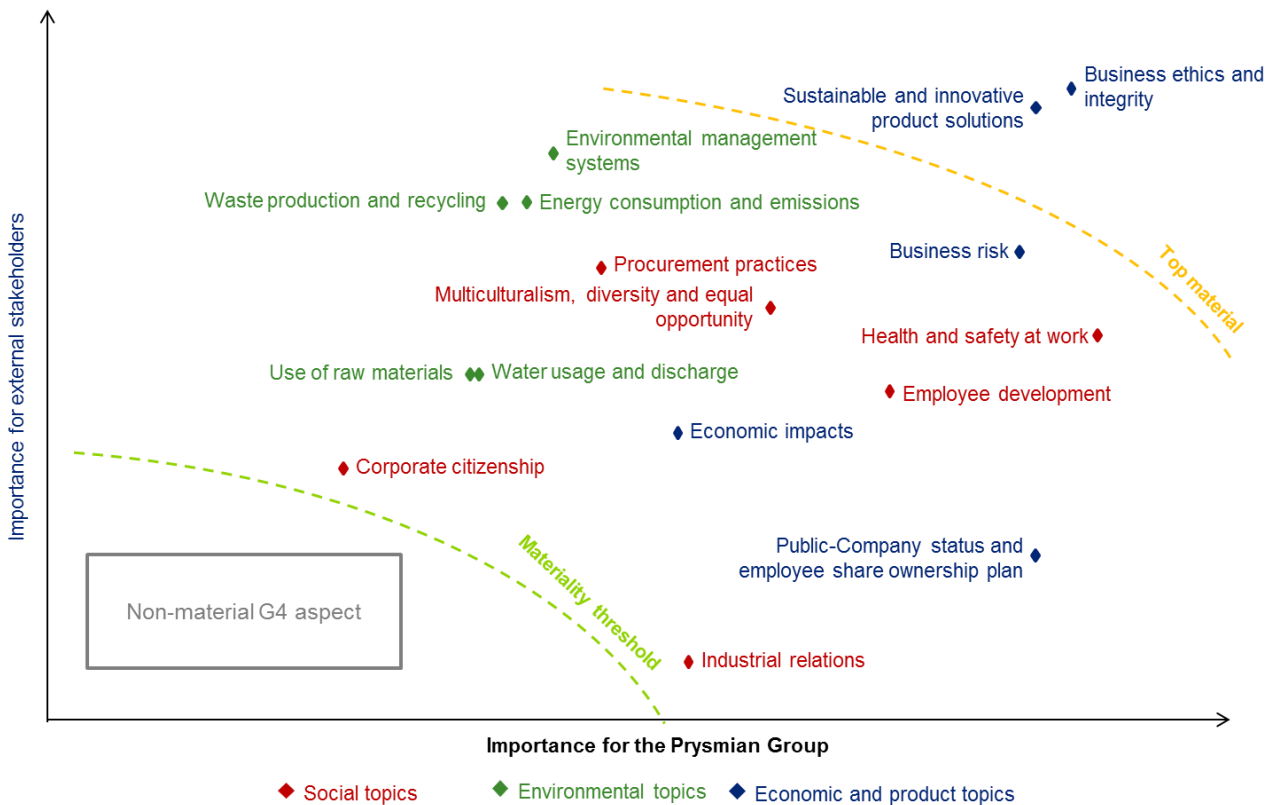 Importance for external stakeholders
Business ethics and
integrity
Sustainable and innovative
product solutions
Environmental management
systems
Waste production and recycling
Energy consumption and emissions
Business risk
Top material
Procurement practices
Multiculturalism, diversity and equal
opportunity
Health and safety at work
Use of raw materials
Water usage and discharge
Employee development
Economic impacts
Corporate citizenship
Materiality threshold
Public-Company status and
employee share ownership plan
Non-material G4 aspect
Industrial relations
Importance for the Prysmian Group
Social topics
Environmental topics
Economic and product topics